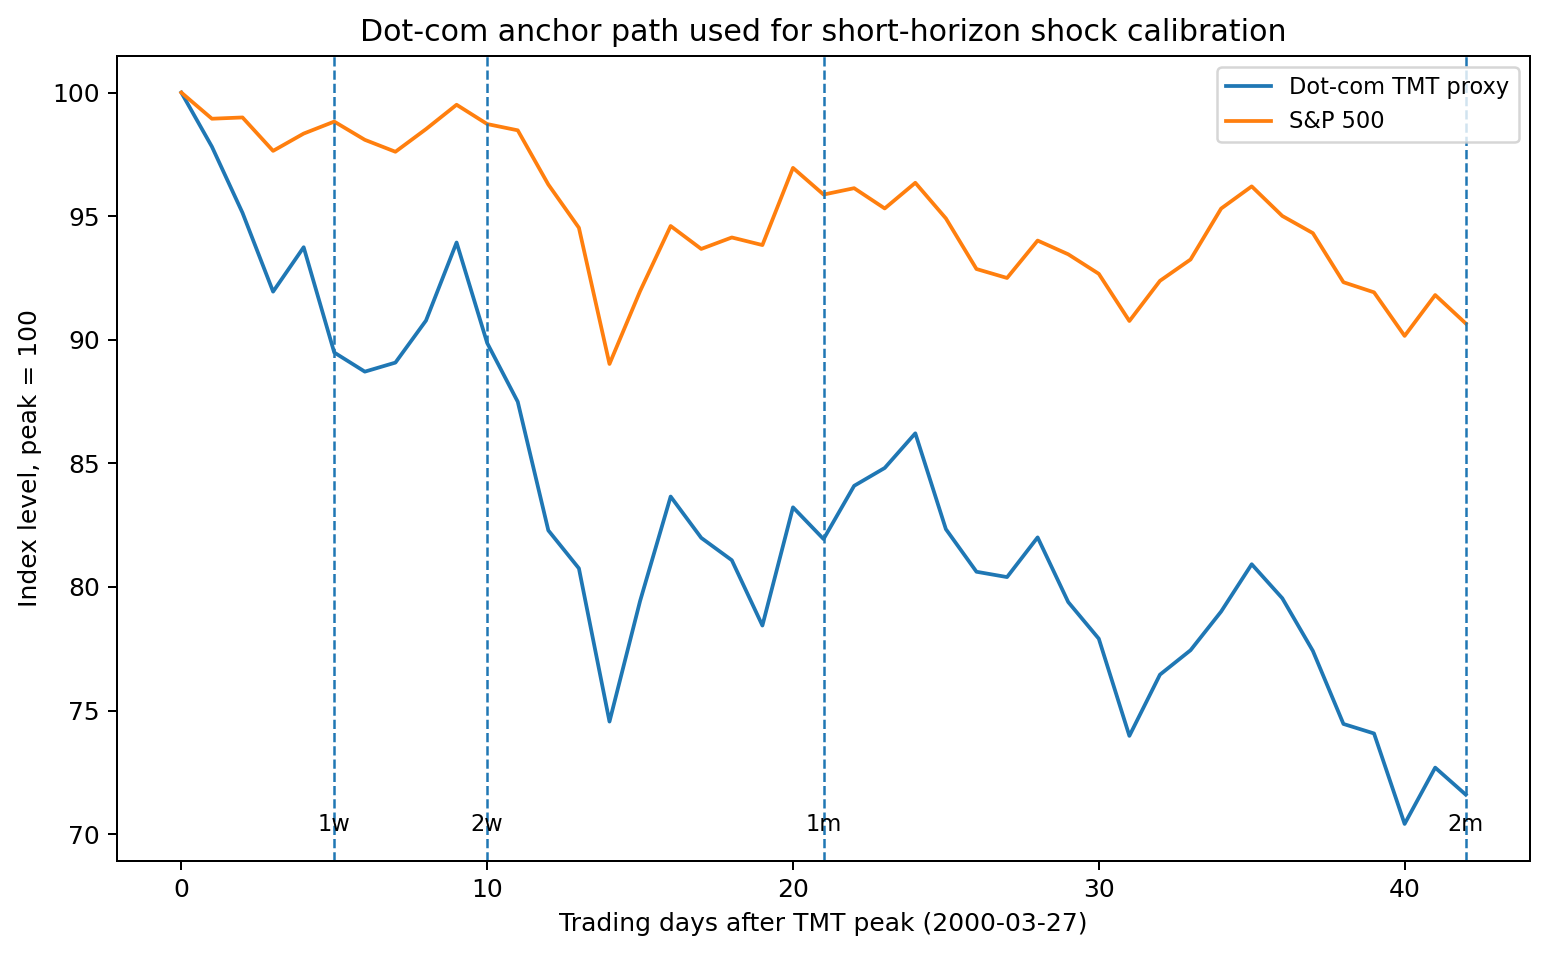 Dot-com anchor path used for short-horizon shock calibration
Dot-com TMT proxy
S&P 500
Index level, peak = 100
100
95
90
85
80
75
70
1w
2w
1m
2m
0
10
20
30
40
Trading days after TMT peak (2000-03-27)